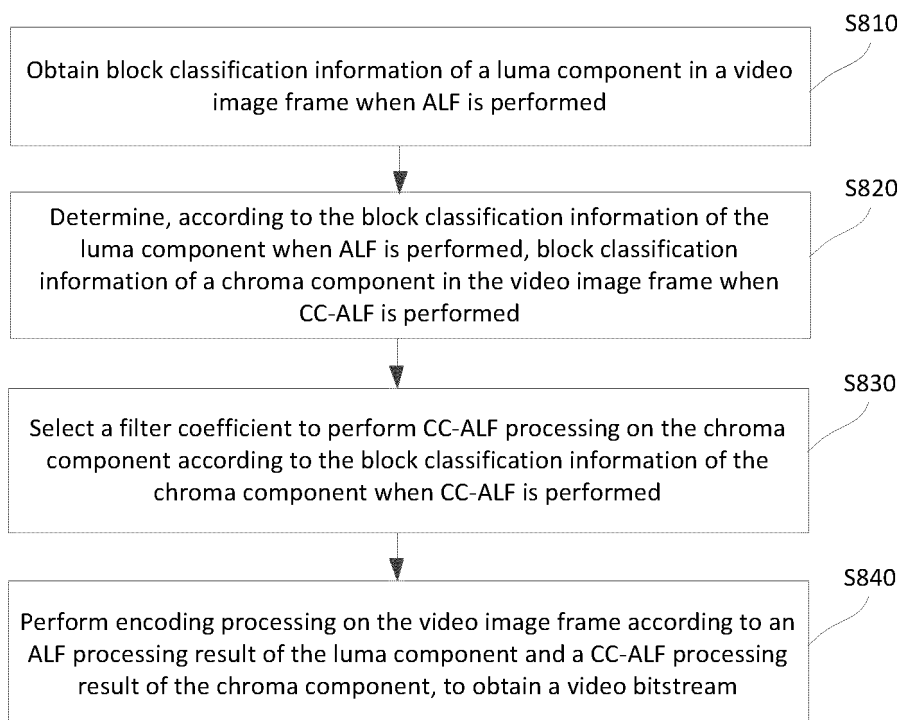 S810
Obtain block classification information of a luma component in a video
image frame when ALF is performed
S820
Determine, according to the block classification information of the
luma component when ALF is performed, block classification
information of a chroma component in the video image frame when
CC-ALF is performed
S830
Select a filter coefficient to perform CC-ALF processing on the chroma
component according to the block classification information of the
chroma component when CC-ALF is performed
S840
Perform encoding processing on the video image frame according to an
ALF processing result of the luma component and a CC-ALF processing
result of the chroma component, to obtain a video bitstream